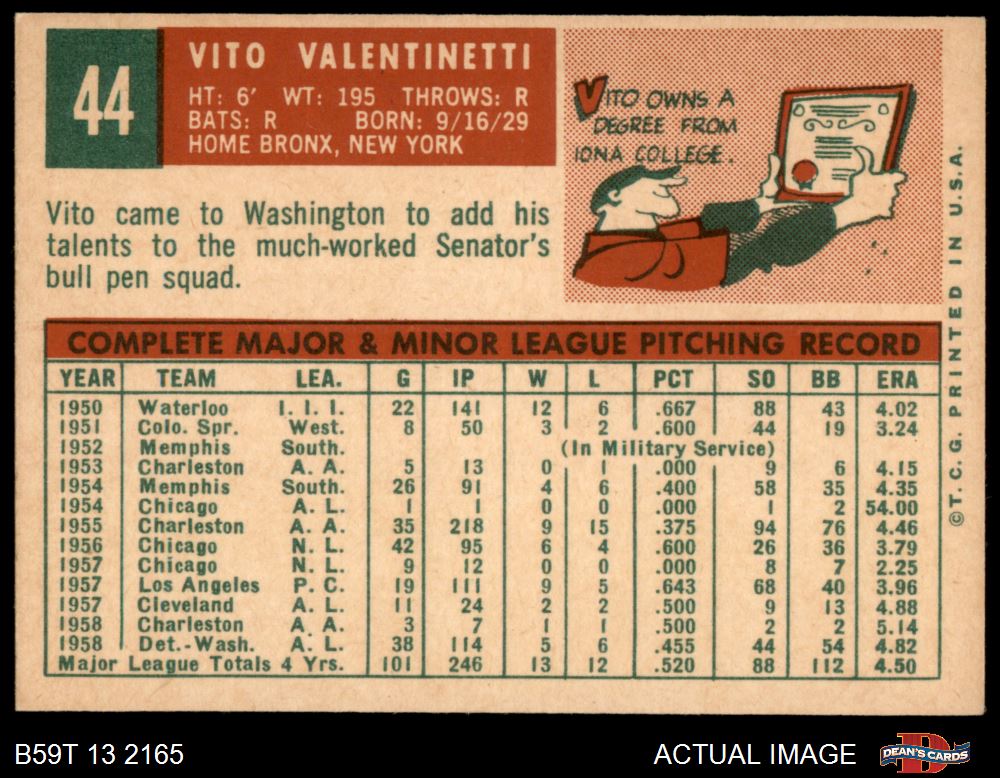 44
VITO VALENTINETTI
HT: 6' WT: 195 THROWS: R
BATS: R BORN: 9/16/29
HOME BRONX, NEW YORK
VITO OWNS A
DEGREE FROM
IONA COLLEGE.
Vito came to Washington to add his
talents to the much-worked Senator's
bull pen squad.
COMPLETE MAJOR & MINOR LEAGUE PITCHING RECORD
YEAR TEAM LEA. G IP W L PCT SO BB ERA
1950 Waterloo I. I. I. 22 141 12 6 .667 88 43 4.02
1951 Colo. Spr. West. 8 50 3 2 .600 44 19 3.24
1952 Memphis South. (In Military Service)
1953 Charleston A. A. 5 13 0 1 .000 9 6 4.15
1954 Memphis South. 26 91 4 6 .400 58 35 4.35
1954 Chicago A. L. 1 1 0 0 .000 1 2 54.00
1955 Charleston A. A. 35 218 9 15 .375 94 76 4.46
1956 Chicago N. L. 42 95 6 4 .600 26 36 3.79
1957 Chicago N. L. 9 12 0 0 .000 8 7 2.25
1957 Los Angeles P. C. 19 111 9 5 .643 68 40 3.96
1957 Cleveland A. L. 11 24 2 2 .500 9 13 4.88
1958 Charleston A. A. 3 7 1 1 .500 2 2 5.14
1958 Det.-Wash. A. L. 38 114 5 6 .455 44 54 4.82
Major League Totals 4 Yrs. 101 246 13 12 .520 88 112 4.50
©T.C.G. PRINTED IN U.S.A.
B59T 13 2165
ACTUAL IMAGE
DEAN'S CARDS